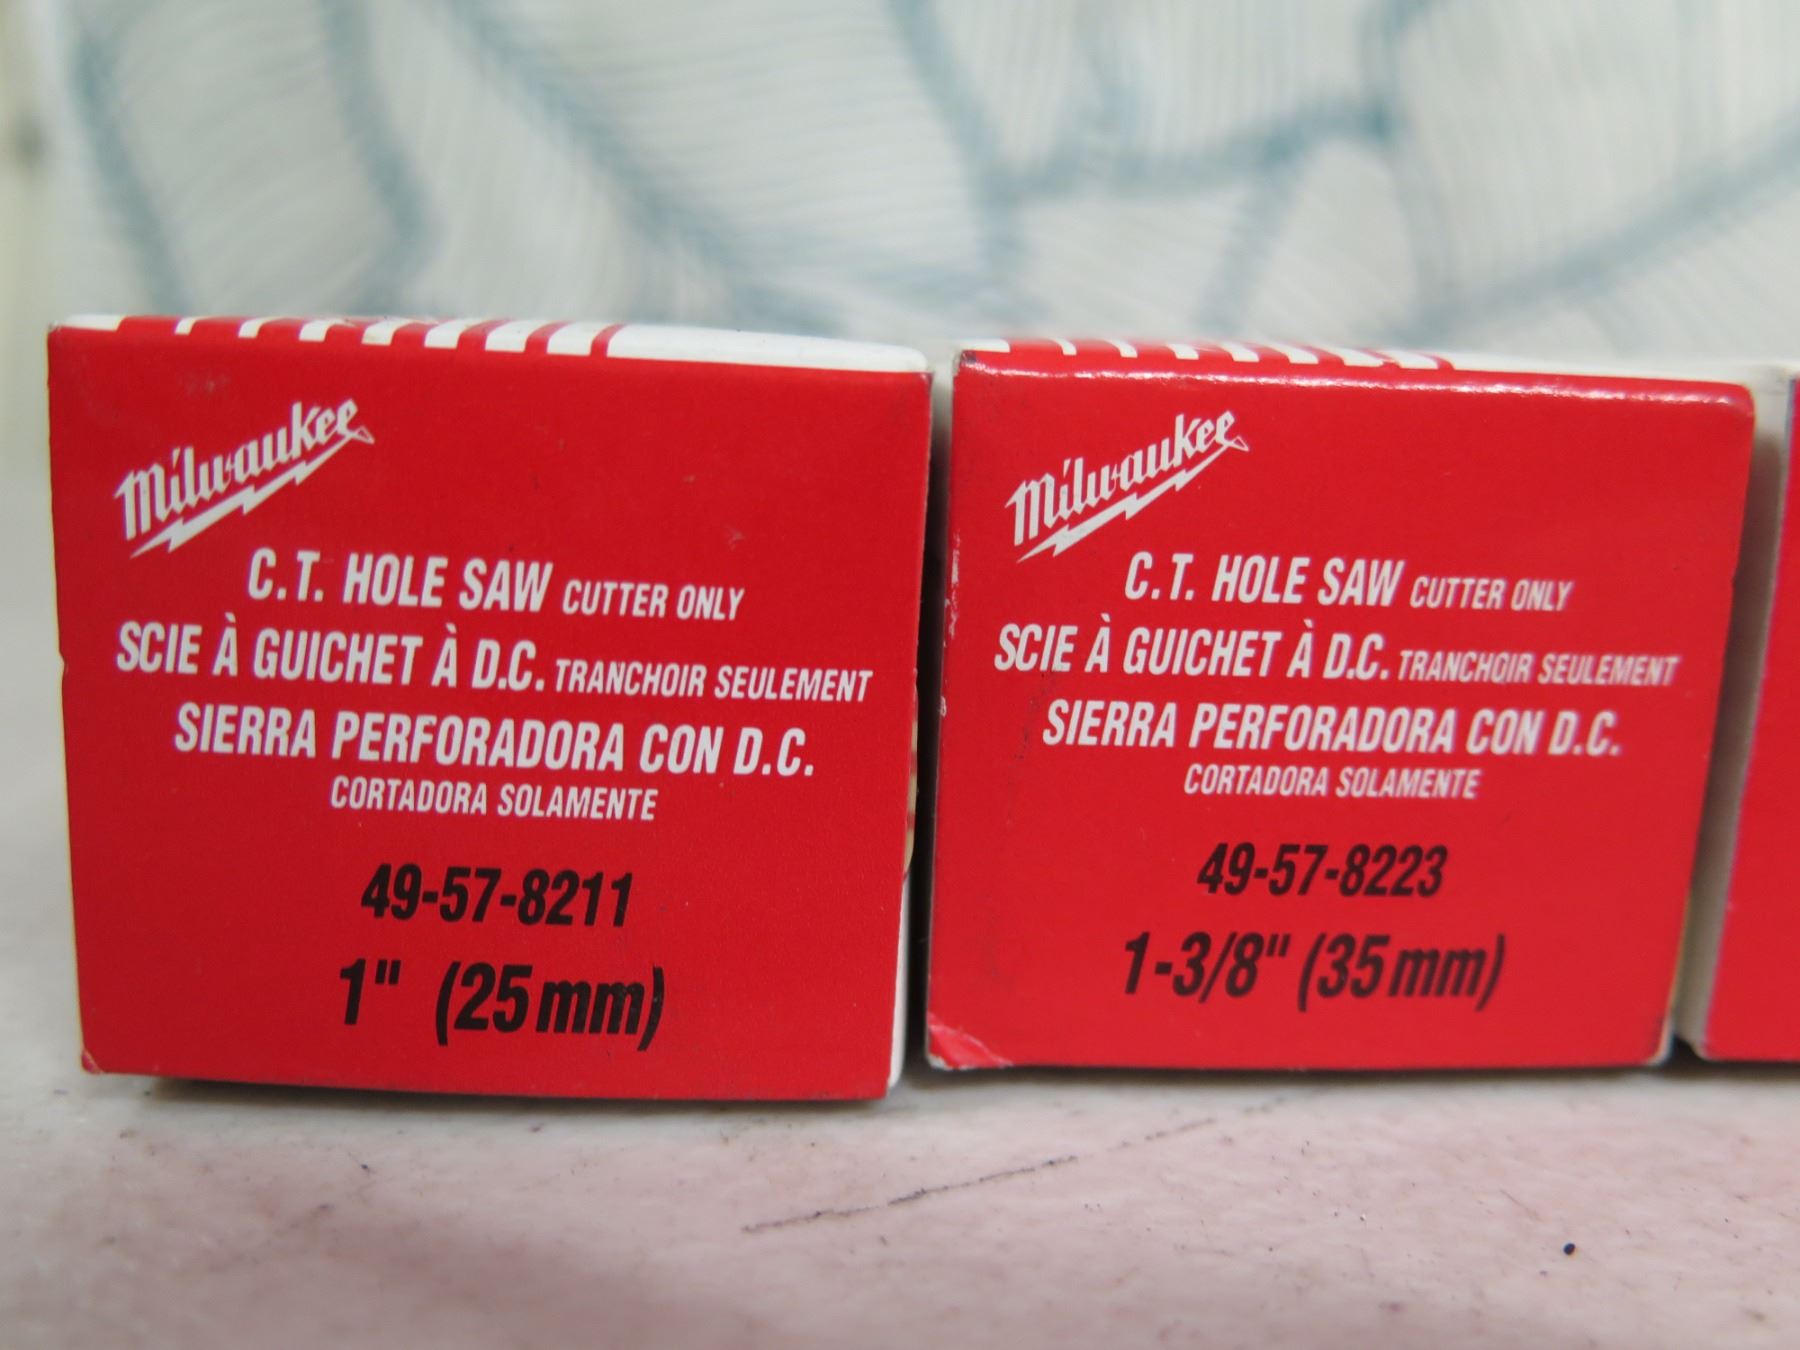 Milwaukee
C.T. HOLE SAW CUTTER ONLY
SCIE À GUICHET À D.C. TRANCHOIR SEULEMENT
SIERRA PERFORADORA CON D.C.
CORTADORA SOLAMENTE
49-57-8211
1" (25mm)
Milwaukee
C.T. HOLE SAW CUTTER ONLY
SCIE À GUICHET À D.C. TRANCHOIR SEULEMENT
SIERRA PERFORADORA CON D.C.
CORTADORA SOLAMENTE
49-57-8223
1-3/8" (35mm)